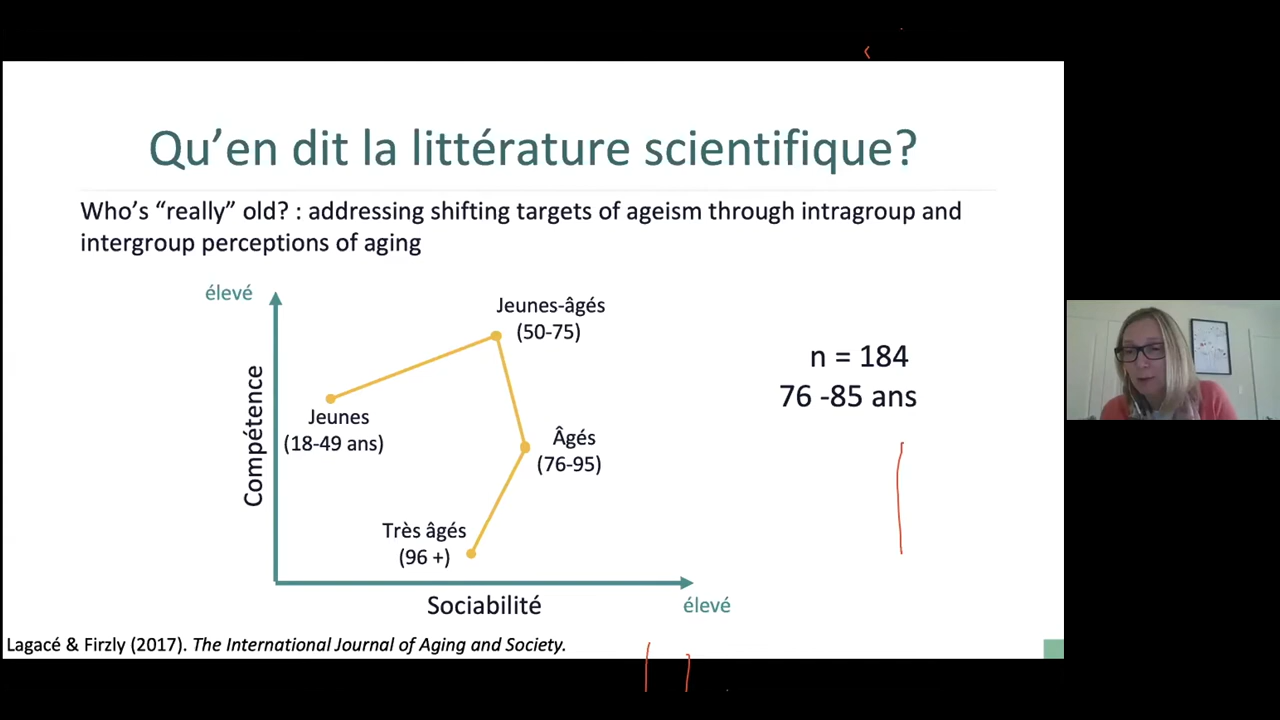 Qu’en dit la littérature scientifique?
Who’s “really” old? : addressing shifting targets of ageism through intragroup and
intergroup perceptions of aging
élevé
Compétence
Jeunes-âgés
(50-75)
Jeunes
(18-49 ans)
Âgés
(76-95)
Très âgés
(96 +)
Sociabilité
élevé
n = 184
76 -85 ans
Lagacé & Firzly (2017). The International Journal of Aging and Society.